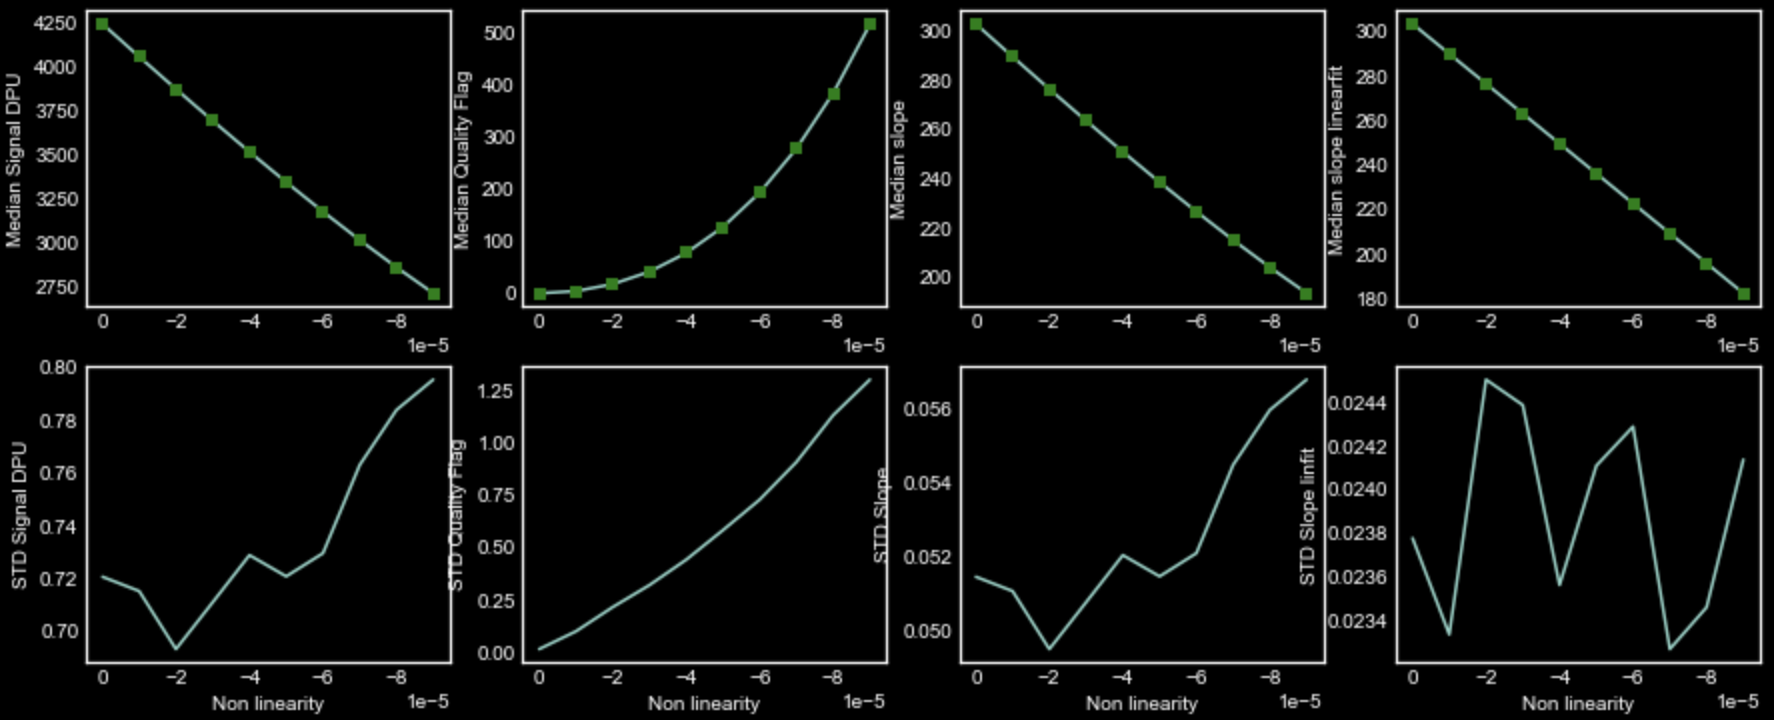 Median Signal DPU
4250
4000
3750
3500
3250
3000
2750
0 −2 −4 −6 −8
1e−5
Median Quality Flag
500
400
300
200
100
0
0 −2 −4 −6 −8
1e−5
Median slope
300
280
260
240
220
200
0 −2 −4 −6 −8
1e−5
Median slope linearfit
300
280
260
240
220
200
180
0 −2 −4 −6 −8
1e−5
STD Signal DPU
0.80
0.78
0.76
0.74
0.72
0.70
0 −2 −4 −6 −8
Non linearity 1e−5
STD Quality Flag
1.25
1.00
0.75
0.50
0.25
0.00
0 −2 −4 −6 −8
Non linearity 1e−5
STD Slope
0.056
0.054
0.052
0.050
0 −2 −4 −6 −8
Non linearity 1e−5
STD Slope linfit
0.0244
0.0242
0.0240
0.0238
0.0236
0.0234
0 −2 −4 −6 −8
Non linearity 1e−5